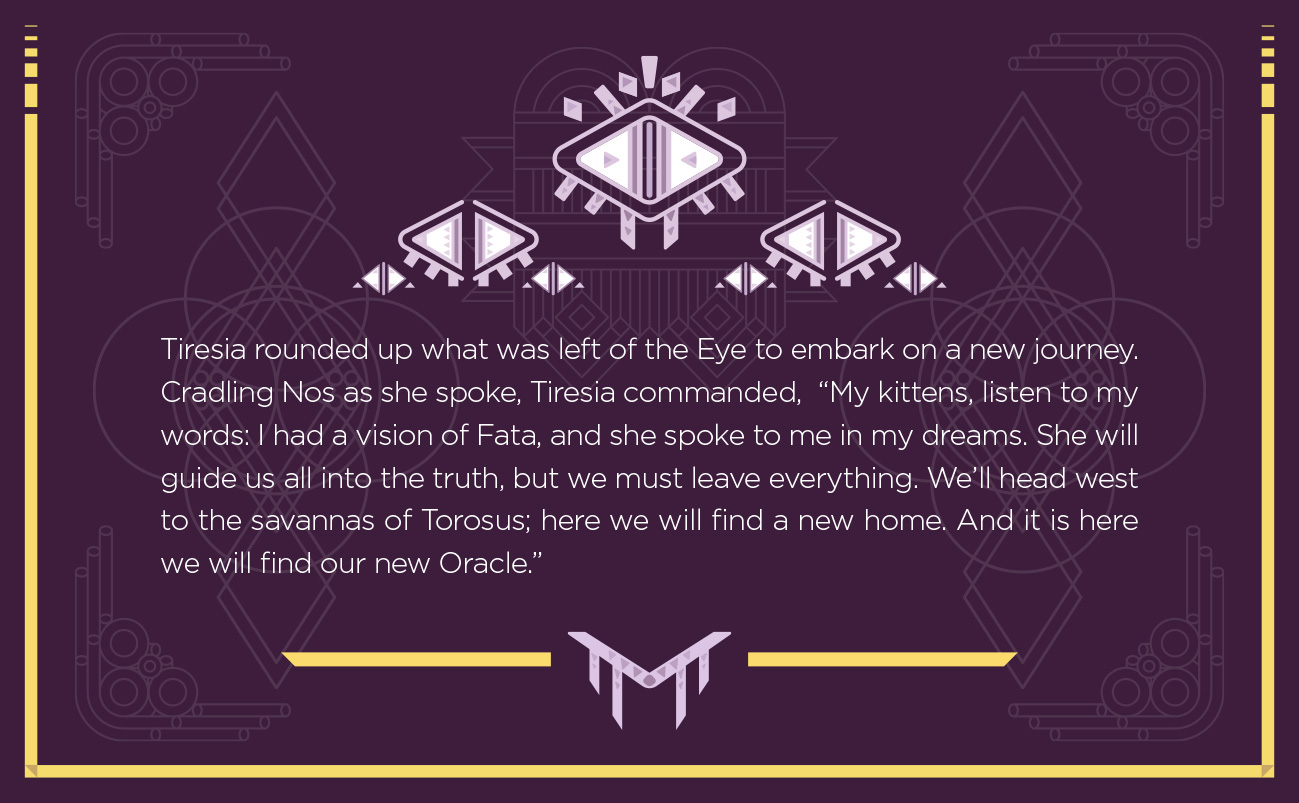 Tiresia rounded up what was left of the Eye to embark on a new journey.
Cradling Nos as she spoke, Tiresia commanded,  “My kittens, listen to my
words: I had a vision of Fata, and she spoke to me in my dreams. She will
guide us all into the truth, but we must leave everything. We’ll head west
to the savannas of Torosus; here we will find a new home. And it is here
we will find our new Oracle.”